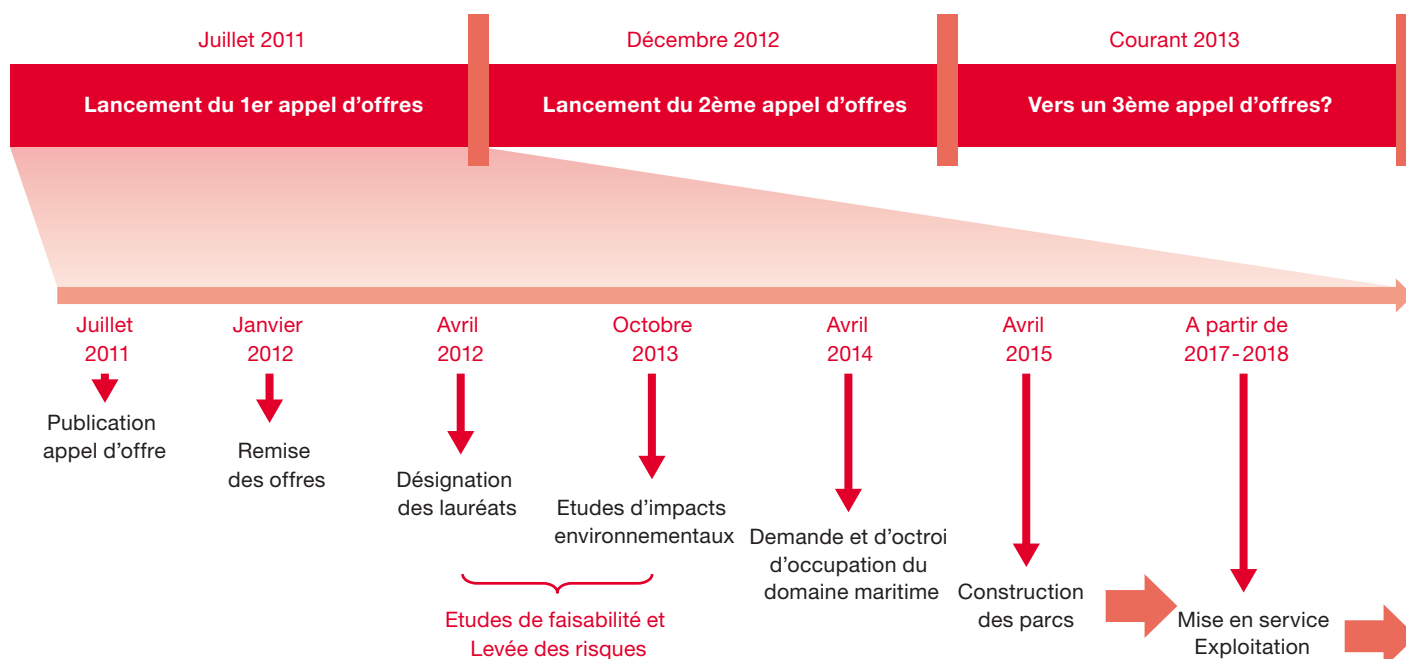 Juillet 2011
Décembre 2012
Courant 2013
Lancement du 1er appel d’offres
Lancement du 2ème appel d’offres
Vers un 3ème appel d’offres?
Juillet
2011
Janvier
2012
Avril
2012
Octobre
2013
Avril
2014
Avril
2015
A partir de
2017-2018
Publication
appel d’offre
Remise
des offres
Désignation
des lauréats
Etudes d’impacts
environnementaux
Demande et d’octroi
d’occupation du
domaine maritime
Construction
des parcs
Mise en service
Exploitation
Etudes de faisabilité et
Levée des risques